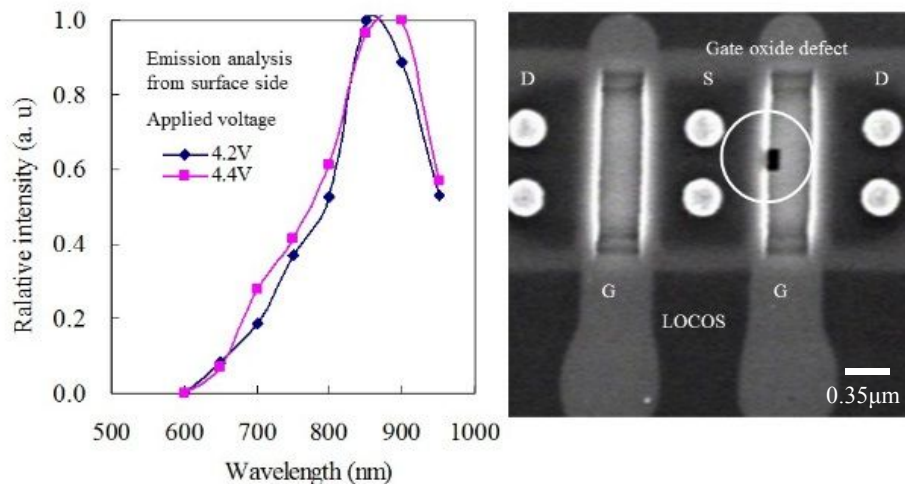 1.0
0.8
0.6
0.4
0.2
0.0
Ralative intensity (a. u)
Emission analysis
from surface side
Applied voltage
4.2V
4.4V
500 600 700 800 900 1000
Wavelength (nm)
Gate oxide defect
D S D
G G
LOCOS
0.35μm